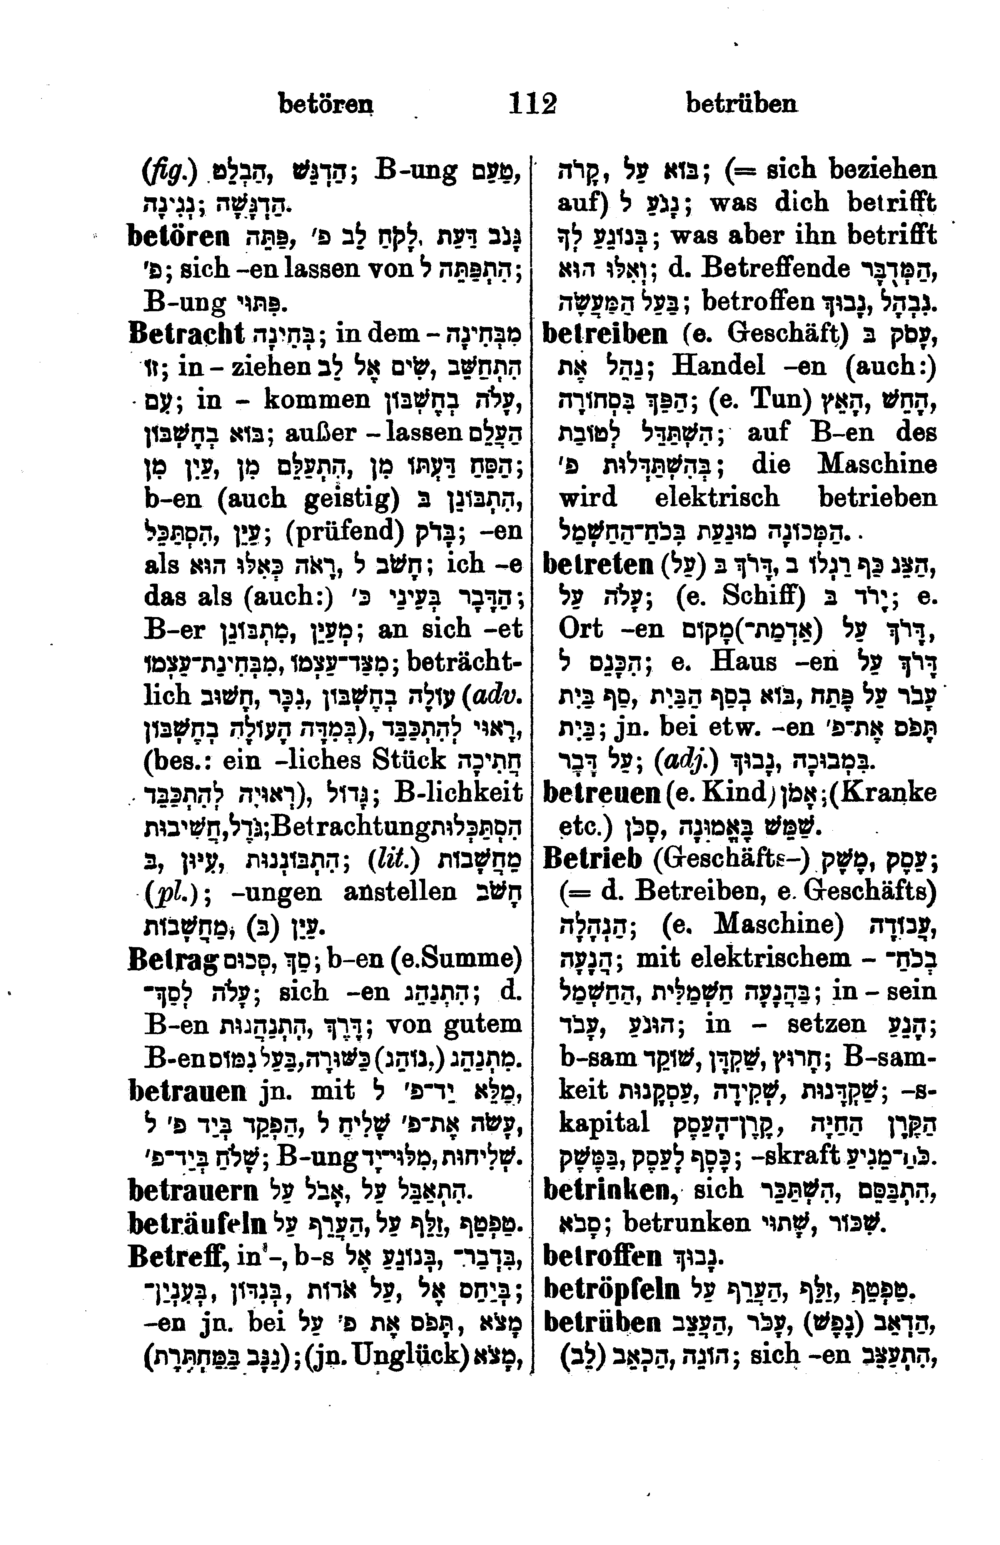 betören 112 betrüben
(fig.) הַדְגֵּשׁ ,הַבְלֵט; B-ung מַטְעֵם,
הַדְגָּשָׁה; נְגִינָה.
betören גָּנֹב דַּעַת ,לָקֹחַ לֵב פ' ,פַּתֵּה
פ'; sich -en lassen von הִתְפַּתֵּה ל;
B-ung פִּתּוּי.
Betracht בְּחִינָה; in dem - מִבְּחִינָה
זוֹ; in - ziehen הִתְחַשֵּׁב ,שִׂים אֶל לֵב
עִם; in - kommen עָלֹה בְחֶשְׁבּוֹן,
בּוֹא בְחֶשְׁבּוֹן; außer - lassen הַעְלֵם
עַיִן מִן ,הִתְעַלֵּם מִן ,הַסַּח דַּעְתּוֹ מִן;
b-en (auch geistig) הִתְבּוֹנֵן בּ,
עַיֵּן ,הִסְתַּכֵּל; (prüfend) בָּדֹק; -en
als חָשֹׁב ל ,רָאֹה כְּאִלּוּ הוּא; ich -e
das als (auch:) הַדָּבָר בְּעֵינַי כּ';
B-er מְעַיֵּן ,מִתְבּוֹנֵן; an sich -et
מִצַּד־עַצְמוֹ ,מִבְּחִינַת־עַצְמוֹ; beträcht-
lich עוֹלֶה בְחֶשְׁבּוֹן ,נִכָּר ,חָשׁוּב (adv.
רָאוּי לְהִתְכַּבֵּד ,(בְּמִדָּה הָעוֹלָה בְחֶשְׁבּוֹן,
(bes.: ein -liches Stück חֲתִיכָה
גָּדוֹל ;(רְאוּיָה לְהִתְכַּבֵּד; B-lichkeit
גֹּדֶל,חֲשִׁיבוּת;Betrachtung הִסְתַּכְּלוּת
ב ,עִיּוּן ,הִתְבּוֹנְנוּת; (lit.) מַחֲשָׁבוֹת
(pl.); -ungen anstellen חָשֹׁב
מַחֲשָׁבוֹת, עַיֵּן (ב).
Betrag סַךְ ,סְכוּם; b-en (e.Summe)
עָלֹה לְסַךְ־; sich -en הִתְנַהֵג; d.
B-en דֶּרֶךְ ,הִתְנַהֲגוּת; von gutem
B-en מִתְנַהֵג (נוֹהֵג) כַּשּׁוּרָה,בַּעַל נִמּוּס.
betrauen jn. mit מַלֵּא יַד־פ' ל,
עָשֹׂה אֶת־פ' שָׁלִיחַ ל ,הַפְקֵד בְּיַד פ' ל
שָׁלֹחַ בְּיַד־פ'; B-ung שְׁלִיחוּת,מִלּוּי־יָד.
betrauern הִתְאַבֵּל עַל ,אָבֹל עַל.
beträufeln טַפְטֵף ,זַלֵּף עַל ,הַעֲרֵף עַל.
Betreff, in -, b-s בִּדְבַר־ ,בְּנוֹגֵעַ אֶל,
בְּיַחַס אֶל ,עַל אֹדוֹת ,בְּנִדּוֹן ,בְּעִנְיַן־;
-en jn. bei מָצֹא ,תָּפֹס אֶת פ' עַל
(נַגָּב בַּמַּחְתֶּרֶת);(jn. Unglück) מָצֹא,
קָרֹה ,בּוֹא עַל; (= sich beziehen
auf) נָגֹעַ ל; was dich betrifft
בְּנוֹגֵעַ לְךָ; was aber ihn betrifft
וְאִלּוּ הוּא; d. Betreffende הַמְדֻבָּר,
בַּעַל הַמַּעֲשֶׂה; betroffen נִבְהָל ,נָבוּךְ.
betreiben (e. Geschäft) עָסֹק בּ,
נַהֵל אֶת; Handel -en (auch:)
הַפֵּךְ בִּסְחוֹרָה; (e. Tun) הָחֵשׁ ,הָאֵץ,
הִשְׁתַּדֵּל לְטוֹבַת; auf B-en des
בְּהִשְׁתַּדְּלוּת פ'; die Maschine
wird elektrisch betrieben
הַמְּכוֹנָה מוּנַעַת בְּכֹחַ־הַחַשְׁמַל.
betreten (עַל) הַצֵּג כַּף רַגְלוֹ ב ,דָּרֹךְ בּ,
עָלֹה עַל; (e. Schiff) יָרֹד בּ; e.
Ort -en דָּרֹךְ עַל (אַדְמַת־)מָקוֹם,
הִכָּנֵס ל; e. Haus -en דָּרֹךְ עַל
סַף בַּיִת ,בּוֹא בְסַף הַבַּיִת ,עָבֹר עַל פֶּתַח
בַּיִת; jn. bei etw. -en תָּפֹס אֶת־פ'
עַל דָּבָר; (adj.) נָבוּךְ ,בִּמְבוּכָה.
betreuen (e. Kind) אָמֹן;(Kranke
etc.) שַׁמֵּשׁ בֶּאֱמוּנָה ,סָכֹן.
Betrieb (Geschäfts-) עֵסֶק ,מֶשֶׁק;
(= d. Betreiben, e. Geschäfts)
הַנְהָלָה; (e. Maschine) עֲבוֹדָה,
הֲנָעָה; mit elektrischem - בְּכֹחַ־
הַחַשְׁמַל ,בַּהֲנָעָה חַשְׁמַלִּית; in - sein
הוּנֹעַ ,עָבֹד; in - setzen הָנֵעַ;
b-sam חָרוּץ ,שַׁקְדָן ,שׁוֹקֵד; B-sam-
keit שַׁקְדָנוּת ,שְׁקִידָה ,עַסְקָנוּת; -s-
kapital הַקֶּרֶן הַחַיָּה ,קֶרֶן־הָעֵסֶק
כֶּסֶף לָעֵסֶק ,בַּמֶּשֶׁק; -skraft כֹּחַ־מֵנִיעַ.
betrinken, sich הִתְבַּסֵּם ,הִשְׁתַּכֵּר,
סָבֹא; betrunken שִׁכּוֹר ,שָׁתוּי.
betroffen נָבוּךְ.
betröpfeln טַפְטֵף ,זַלֵּף ,הַעֲרֵף עַל.
betrüben הַדְאֵב (נֶפֶשׁ) ,עָכֹר ,הַעֲצֵב,
הוֹגֵה ,הַכְאֵב (לֵב); sich -en הִתְעַצֵּב,